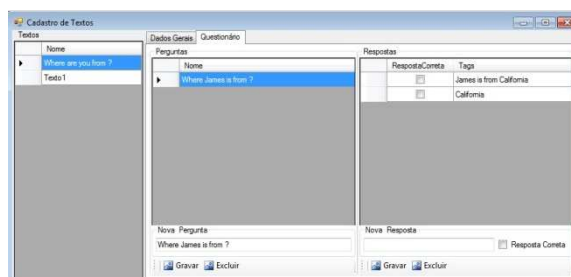 Cadastro de Textos
Textos
Nome
Where are you from ?
Texto1
Dados Gerais
Questionário
Perguntas
Nome
Where James is from ?
Nova Pergunta
Where James is from ?
Gravar
Excluir
Respostas
RespostaCorreta
Tags
James is from California
California
Nova Resposta
Resposta Correta
Gravar
Excluir